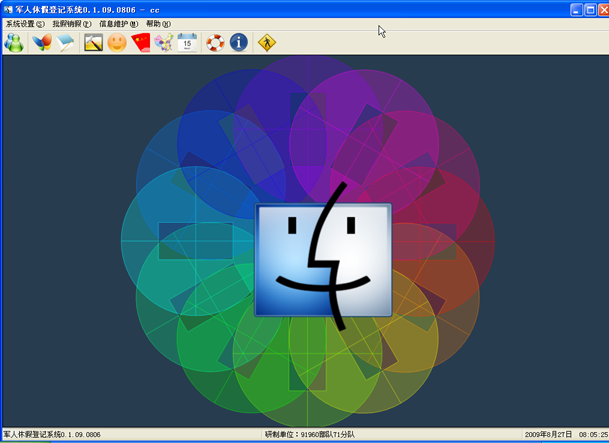 军人休假登记系统0.1.09.0806 - cc
系统设置(S) 批假销假(P) 信息维护(W) 帮助(H)
15
军人休假登记系统0.1.09.0806 研制单位：91960部队T1分队 2009年8月27日 08:05:25